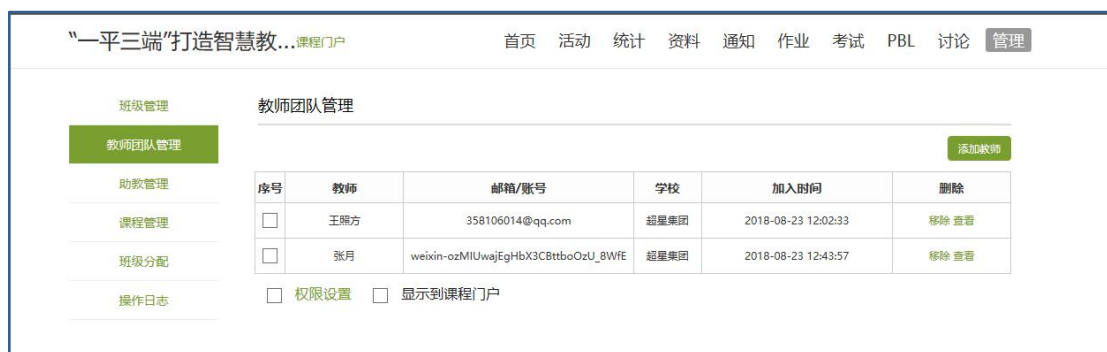 “一平三端”打造智慧教...课程门户 首页 活动 统计 资料 通知 作业 考试 PBL 讨论 管理
班级管理
教师团队管理
助教管理
课程管理
班级分配
操作日志
教师团队管理
添加教师
序号 教师 邮箱/账号 学校 加入时间 删除
王照方 358106014@qq.com 超星集团 2018-08-23 12:02:33 移除 查看
张月 weixin-ozMIUwajEgHbX3CBttboOzU_8WfE 超星集团 2018-08-23 12:43:57 移除 查看
权限设置 显示到课程门户